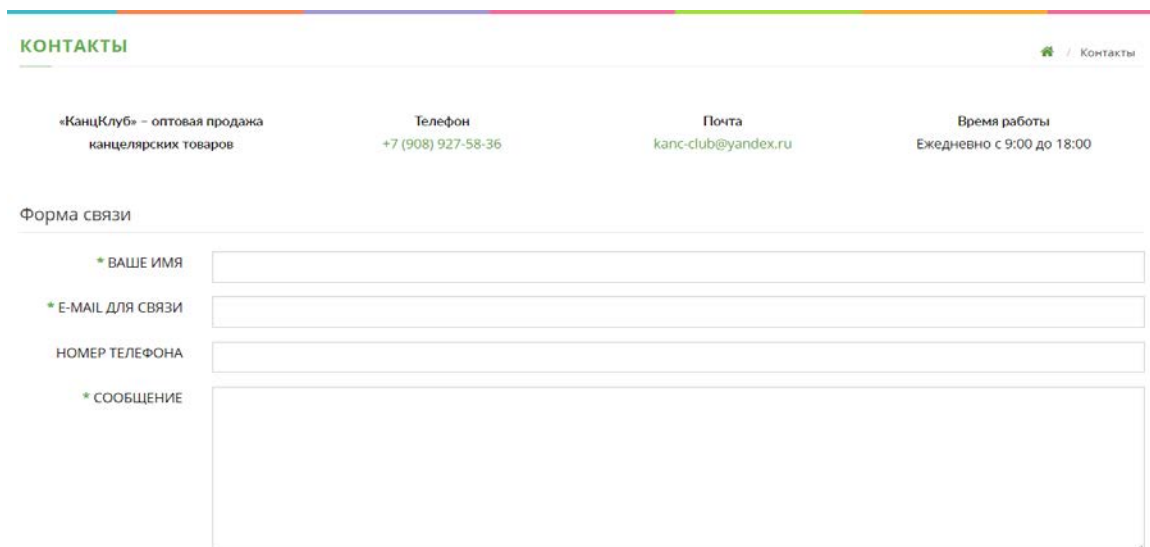 КОНТАКТЫ
/ Контакты
«КанцКлуб» – оптовая продажа
канцелярских товаров
Телефон
+7 (908) 927-58-36
Почта
kanc-club@yandex.ru
Время работы
Ежедневно с 9:00 до 18:00
Форма связи
* ВАШЕ ИМЯ
* E-MAIL ДЛЯ СВЯЗИ
НОМЕР ТЕЛЕФОНА
* СООБЩЕНИЕ